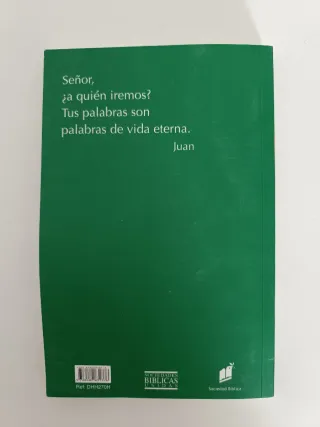 Señor,
¿a quién iremos?
Tus palabras son
palabras de vida eterna.
Juan
SOCIEDADES
BÍBLICAS
UNIDAS
Sociedad Bíblica